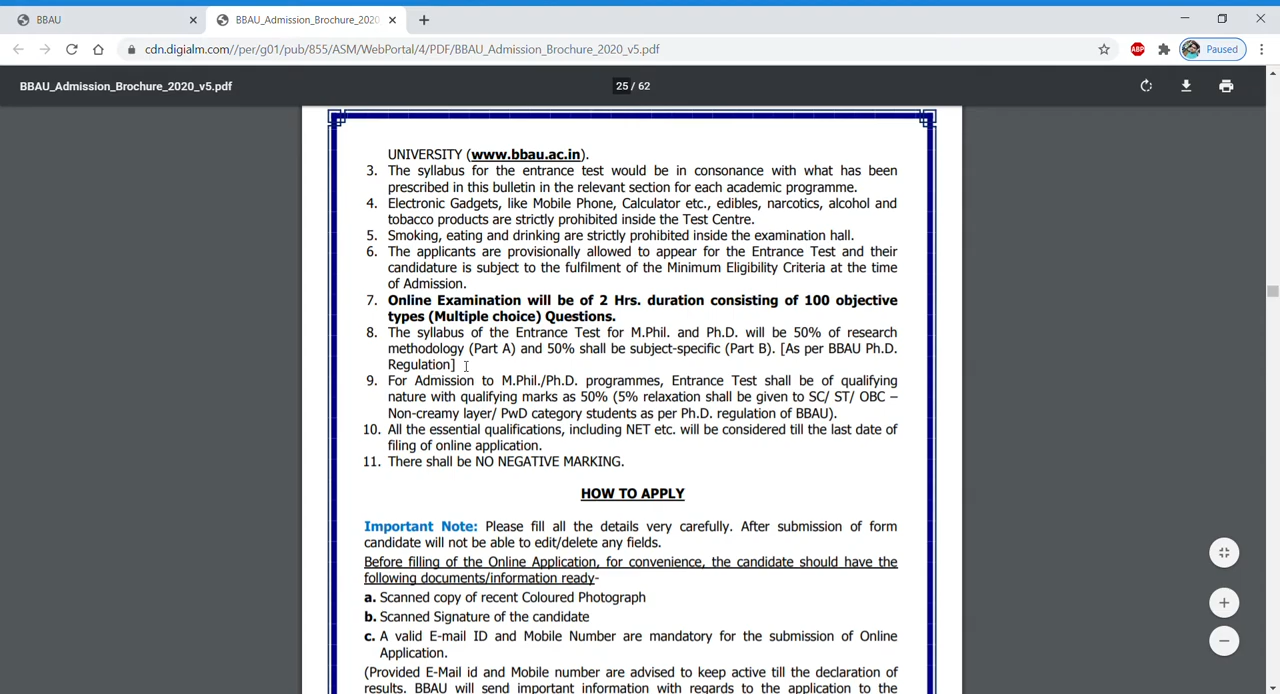 BBAU
BBAU_Admission_Brochure_2020
cdn.digialm.com//per/g01/pub/855/ASM/WebPortal/4/PDF/BBAU_Admission_Brochure_2020_v5.pdf
ABP
Paused
BBAU_Admission_Brochure_2020_v5.pdf
25 / 62
UNIVERSITY (www.bbau.ac.in).
3. The syllabus for the entrance test would be in consonance with what has been
prescribed in this bulletin in the relevant section for each academic programme.
4. Electronic Gadgets, like Mobile Phone, Calculator etc., edibles, narcotics, alcohol and
tobacco products are strictly prohibited inside the Test Centre.
5. Smoking, eating and drinking are strictly prohibited inside the examination hall.
6. The applicants are provisionally allowed to appear for the Entrance Test and their
candidature is subject to the fulfilment of the Minimum Eligibility Criteria at the time
of Admission.
7. Online Examination will be of 2 Hrs. duration consisting of 100 objective
types (Multiple choice) Questions.
8. The syllabus of the Entrance Test for M.Phil. and Ph.D. will be 50% of research
methodology (Part A) and 50% shall be subject-specific (Part B). [As per BBAU Ph.D.
Regulation]
9. For Admission to M.Phil./Ph.D. programmes, Entrance Test shall be of qualifying
nature with qualifying marks as 50% (5% relaxation shall be given to SC/ ST/ OBC –
Non-creamy layer/ PwD category students as per Ph.D. regulation of BBAU).
10. All the essential qualifications, including NET etc. will be considered till the last date of
filing of online application.
11. There shall be NO NEGATIVE MARKING.
HOW TO APPLY
Important Note: Please fill all the details very carefully. After submission of form
candidate will not be able to edit/delete any fields.
Before filling of the Online Application, for convenience, the candidate should have the
following documents/information ready-
a. Scanned copy of recent Coloured Photograph
b. Scanned Signature of the candidate
c. A valid E-mail ID and Mobile Number are mandatory for the submission of Online
Application.
(Provided E-Mail id and Mobile number are advised to keep active till the declaration of
results. BBAU will send important information with regards to the application to the